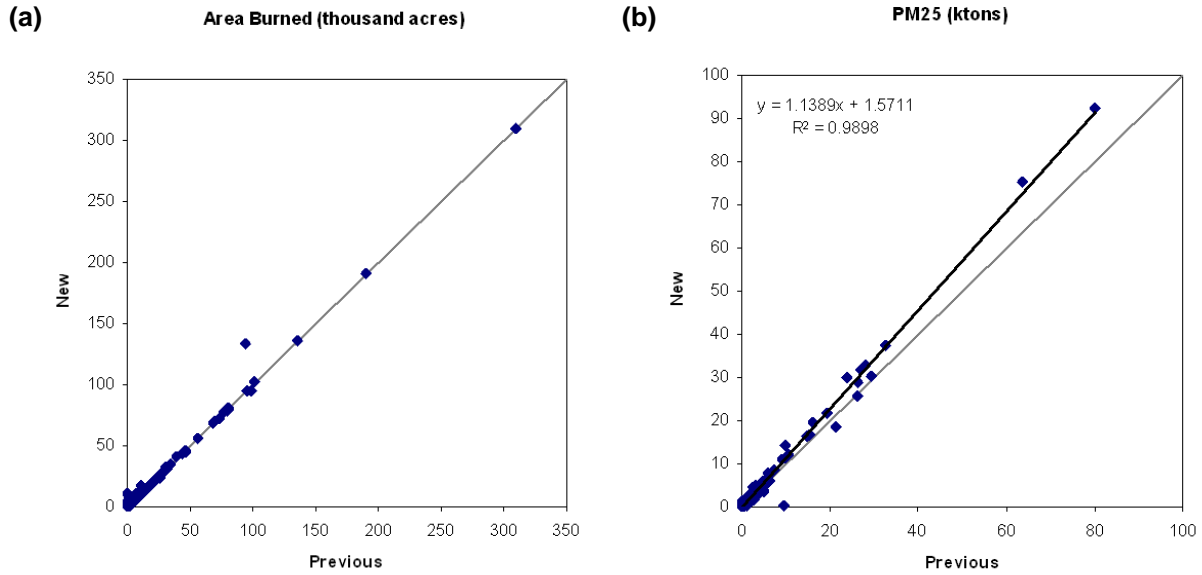 (a)
Area Burned (thousand acres)
350
300
250
200
150
100
50
0
New
0 50 100 150 200 250 300 350
Previous
(b)
PM25 (ktons)
y = 1.1389x + 1.5711
R² = 0.9898
100
90
80
70
60
50
40
30
20
10
0
New
0 20 40 60 80 100
Previous